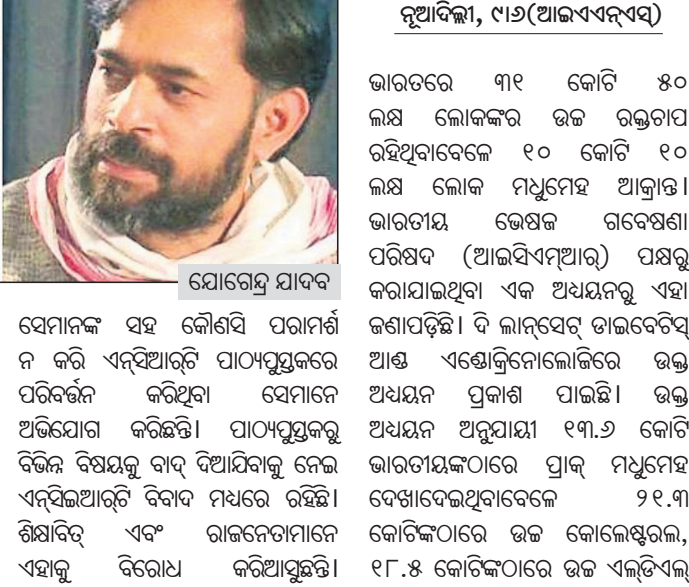 ଯୋଗେନ୍ଦ୍ର ଯାଦବ
ସେମାନଙ୍କ ସହ କୌଣସି ପରାମର୍ଶ
ନ କରି ଏନ୍‌ସିଆର୍‌ଟି ପାଠ୍ୟପୁସ୍ତକରେ
ପରିବର୍ତ୍ତନ କରିଥିବା ସେମାନେ
ଅଭିଯୋଗ କରିଛନ୍ତି। ପାଠ୍ୟପୁସ୍ତକରୁ
ବିଭିନ୍ନ ବିଷୟକୁ ବାଦ୍ ଦିଆଯିବାକୁ ନେଇ
ଏନ୍‌ସିଇଆର୍‌ଟି ବିବାଦ ମଧ୍ୟରେ ରହିଛି।
ଶିକ୍ଷାବିତ୍ ଏବଂ ରାଜନେତାମାନେ
ଏହାକୁ ବିରୋଧ କରିଆସୁଛନ୍ତି।
ନୂଆଦିଲ୍ଲୀ, ୯।୬(ଆଇଏଏନ୍‌ଏସ୍)
ଭାରତରେ ୩୧ କୋଟି ୫୦
ଲକ୍ଷ ଲୋକଙ୍କର ଉଚ୍ଚ ରକ୍ତଚାପ
ରହିଥିବାବେଳେ ୧୦ କୋଟି ୧୦
ଲକ୍ଷ ଲୋକ ମଧୁମେହ ଆକ୍ରାନ୍ତ।
ଭାରତୀୟ ଭେଷଜ ଗବେଷଣା
ପରିଷଦ (ଆଇସିଏମ୍‌ଆର୍) ପକ୍ଷରୁ
କରାଯାଇଥିବା ଏକ ଅଧ୍ୟୟନରୁ ଏହା
ଜଣାପଡ଼ିଛି। ଦି ଲାନ୍‌ସେଟ୍ ଡାଇବେଟିସ୍
ଆଣ୍ଡ ଏଣ୍ଡୋକ୍ରିନୋଲୋଜିରେ ଉକ୍ତ
ଅଧ୍ୟୟନ ପ୍ରକାଶ ପାଇଛି। ଉକ୍ତ
ଅଧ୍ୟୟନ ଅନୁଯାୟୀ ୧୩.୬ କୋଟି
ଭାରତୀୟଙ୍କଠାରେ ପ୍ରାକ୍ ମଧୁମେହ
ଦେଖାଦେଇଥିବାବେଳେ ୨୧.୩
କୋଟିଙ୍କଠାରେ ଉଚ୍ଚ କୋଲେଷ୍ଟରଲ,
୧୮.୫ କୋଟିଙ୍କଠାରେ ଉଚ୍ଚ ଏଲ୍‌ଡିଏଲ୍